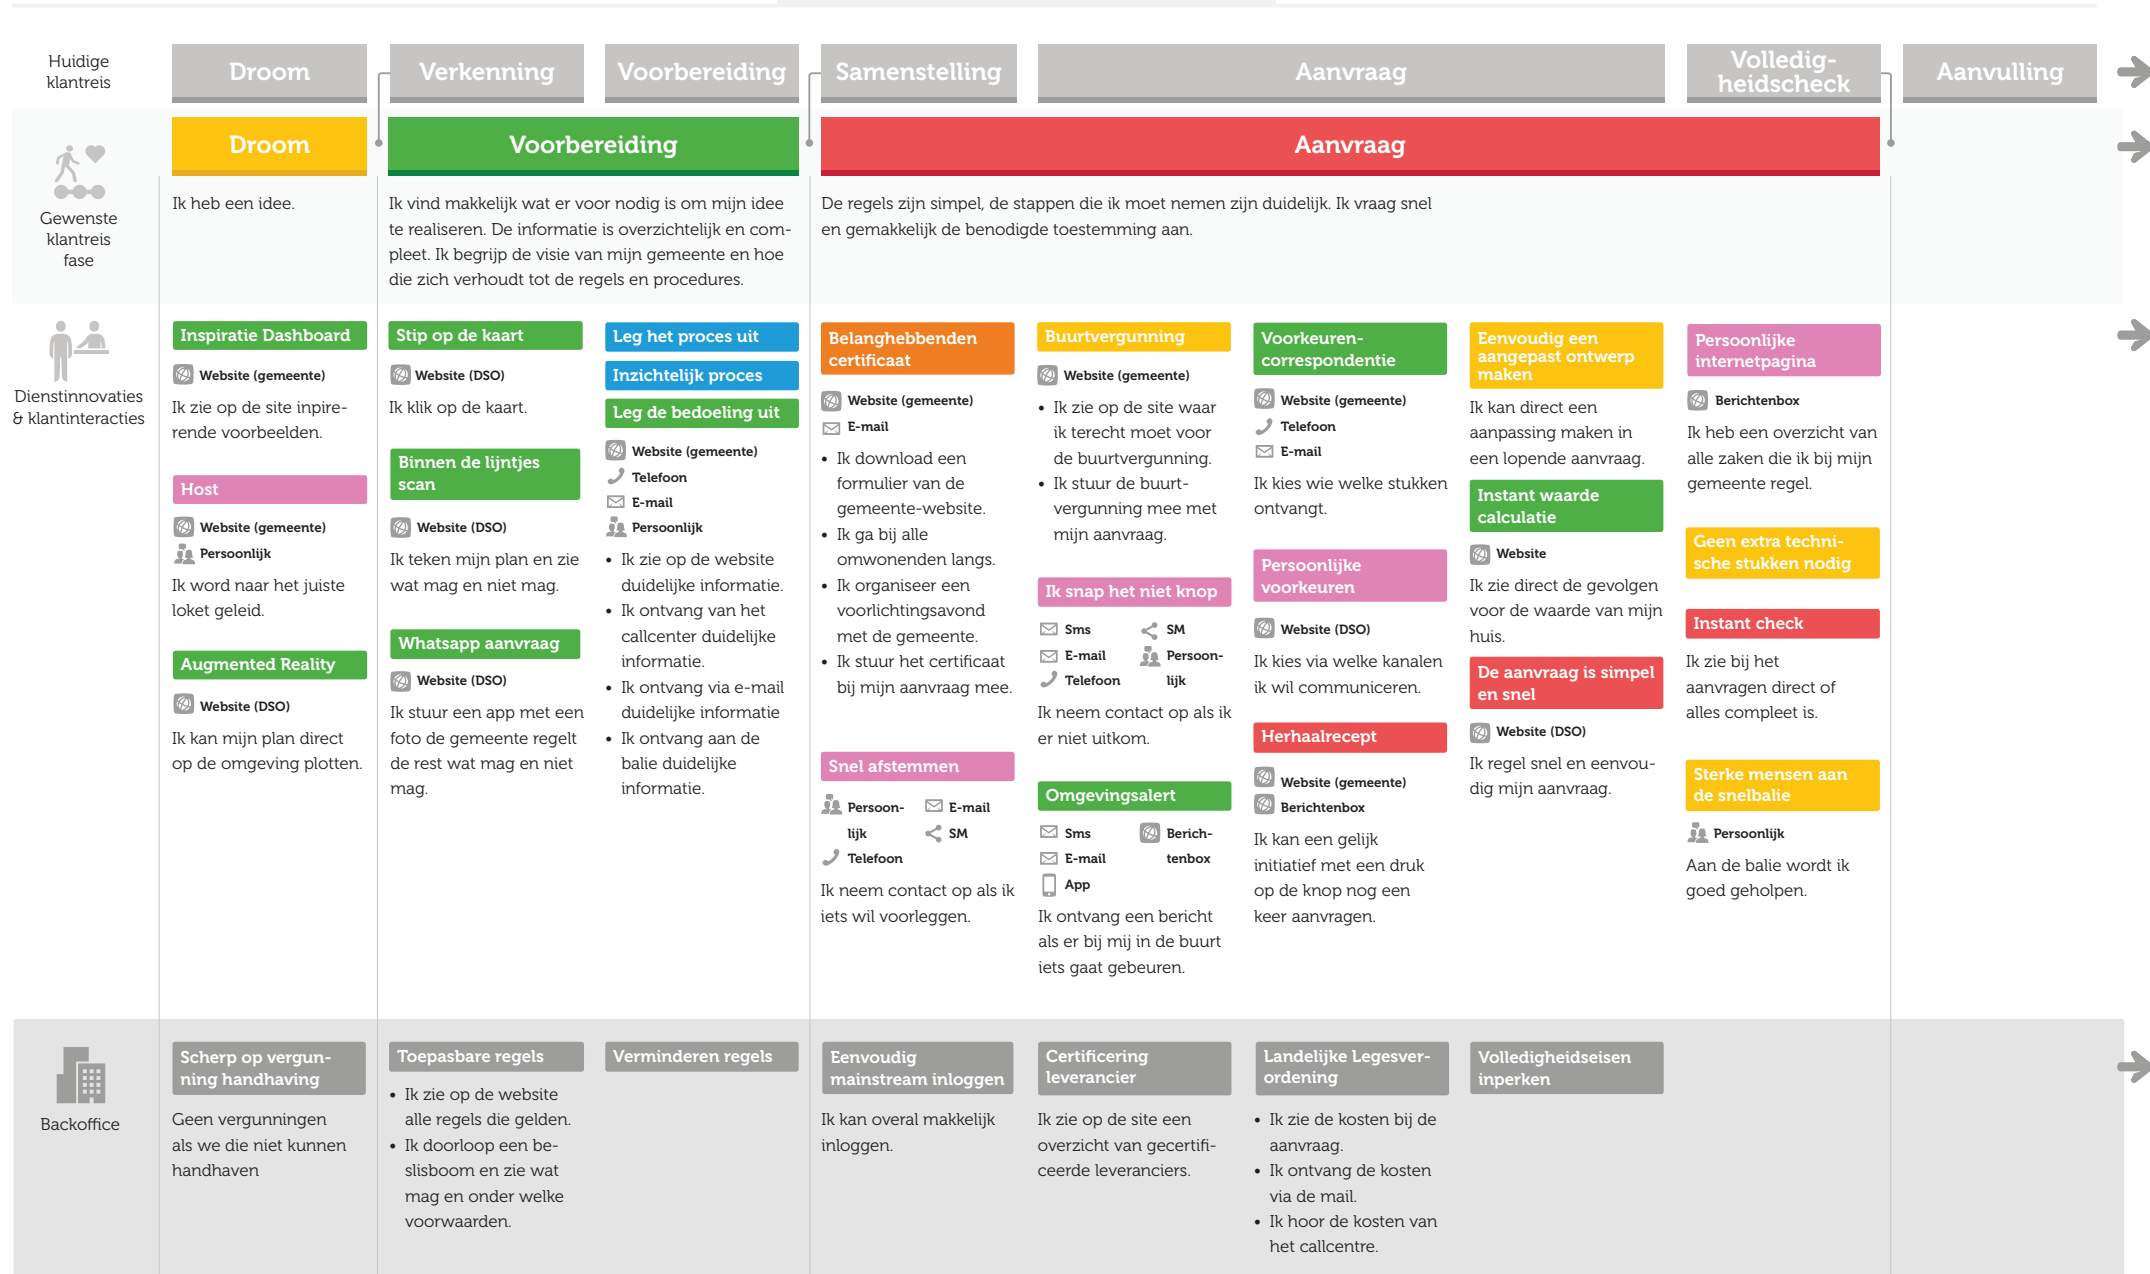 Huidige
klantreis
Droom
Verkenning
Voorbereiding
Samenstelling
Aanvraag
Volledig-
heidscheck
Aanvulling
Gewenste
klantreis
fase
Droom
Voorbereiding
Aanvraag
Ik heb een idee.
Ik vind makkelijk wat er voor nodig is om mijn idee
te realiseren. De informatie is overzichtelijk en com-
pleet. Ik begrijp de visie van mijn gemeente en hoe
die zich verhoudt tot de regels en procedures.
De regels zijn simpel, de stappen die ik moet nemen zijn duidelijk. Ik vraag snel
en gemakkelijk de benodigde toestemming aan.
Dienstinnovaties
& klantinteracties
Inspiratie Dashboard
Website (gemeente)
Ik zie op de site inpire-
rende voorbeelden.
Host
Website (gemeente)
Persoonlijk
Ik word naar het juiste
loket geleid.
Augmented Reality
Website (DSO)
Ik kan mijn plan direct
op de omgeving plotten.
Stip op de kaart
Website (DSO)
Ik klik op de kaart.
Binnen de lijntjes
scan
Website (DSO)
Ik teken mijn plan en zie
wat mag en niet mag.
Whatsapp aanvraag
Website (DSO)
Ik stuur een app met een
foto de gemeente regelt
de rest wat mag en niet
mag.
Leg het proces uit
Inzichtelijk proces
Leg de bedoeling uit
Website (gemeente)
Telefoon
E-mail
Persoonlijk
• Ik zie op de website
duidelijke informatie.
• Ik ontvang van het
callcenter duidelijke
informatie.
• Ik ontvang via e-mail
duidelijke informatie
• Ik ontvang aan de
balie duidelijke
informatie.
Belanghebbenden
certificaat
Website (gemeente)
E-mail
• Ik download een
formulier van de
gemeente-website.
• Ik ga bij alle
omwonenden langs.
• Ik organiseer een
voorlichtingsavond
met de gemeente.
• Ik stuur het certificaat
bij mijn aanvraag mee.
Snel afstemmen
Persoon-
lijk
Telefoon
E-mail
SM
Ik neem contact op als ik
iets wil voorleggen.
Buurtvergunning
Website (gemeente)
• Ik zie op de site waar
ik terecht moet voor
de buurtvergunning.
• Ik stuur de buurt-
vergunning mee met
mijn aanvraag.
Ik snap het niet knop
Sms
E-mail
Telefoon
SM
Persoon-
lijk
Ik neem contact op als ik
er niet uitkom.
Omgevingsalert
Sms
E-mail
App
Berich-
tenbox
Ik ontvang een bericht
als er bij mij in de buurt
iets gaat gebeuren.
Voorkeuren-
correspondentie
Website (gemeente)
Telefoon
E-mail
Ik kies wie welke stukken
ontvangt.
Persoonlijke
voorkeuren
Website (DSO)
Ik kies via welke kanalen
ik wil communiceren.
Herhaalrecept
Website (gemeente)
Berichtenbox
Ik kan een gelijk
initiatief met een druk
op de knop nog een
keer aanvragen.
Eenvoudig een
aangepast ontwerp
maken
Ik kan direct een
aanpassing maken in
een lopende aanvraag.
Instant waarde
calculatie
Website
Ik zie direct de gevolgen
voor de waarde van mijn
huis.
De aanvraag is simpel
en snel
Website (DSO)
Ik regel snel en eenvou-
dig mijn aanvraag.
Persoonlijke
internetpagina
Berichtenbox
Ik heb een overzicht van
alle zaken die ik bij mijn
gemeente regel.
Geen extra techni-
sche stukken nodig
Instant check
Ik zie bij het
aanvragen direct of
alles compleet is.
Sterke mensen aan
de snelbalie
Persoonlijk
Aan de balie wordt ik
goed geholpen.
Backoffice
Scherp op vergun-
ning handhaving
Geen vergunningen
als we die niet kunnen
handhaven
Toepasbare regels
• Ik zie op de website
alle regels die gelden.
• Ik doorloop een be-
slisboom en zie wat
mag en onder welke
voorwaarden.
Verminderen regels
Eenvoudig
mainstream inloggen
Ik kan overal makkelijk
inloggen.
Certificering
leverancier
Ik zie op de site een
overzicht van gecertifi-
ceerde leveranciers.
Landelijke Legesver-
ordening
• Ik zie de kosten bij de
aanvraag.
• Ik ontvang de kosten
via de mail.
• Ik hoor de kosten van
het callcentre.
Volledigheidseisen
inperken